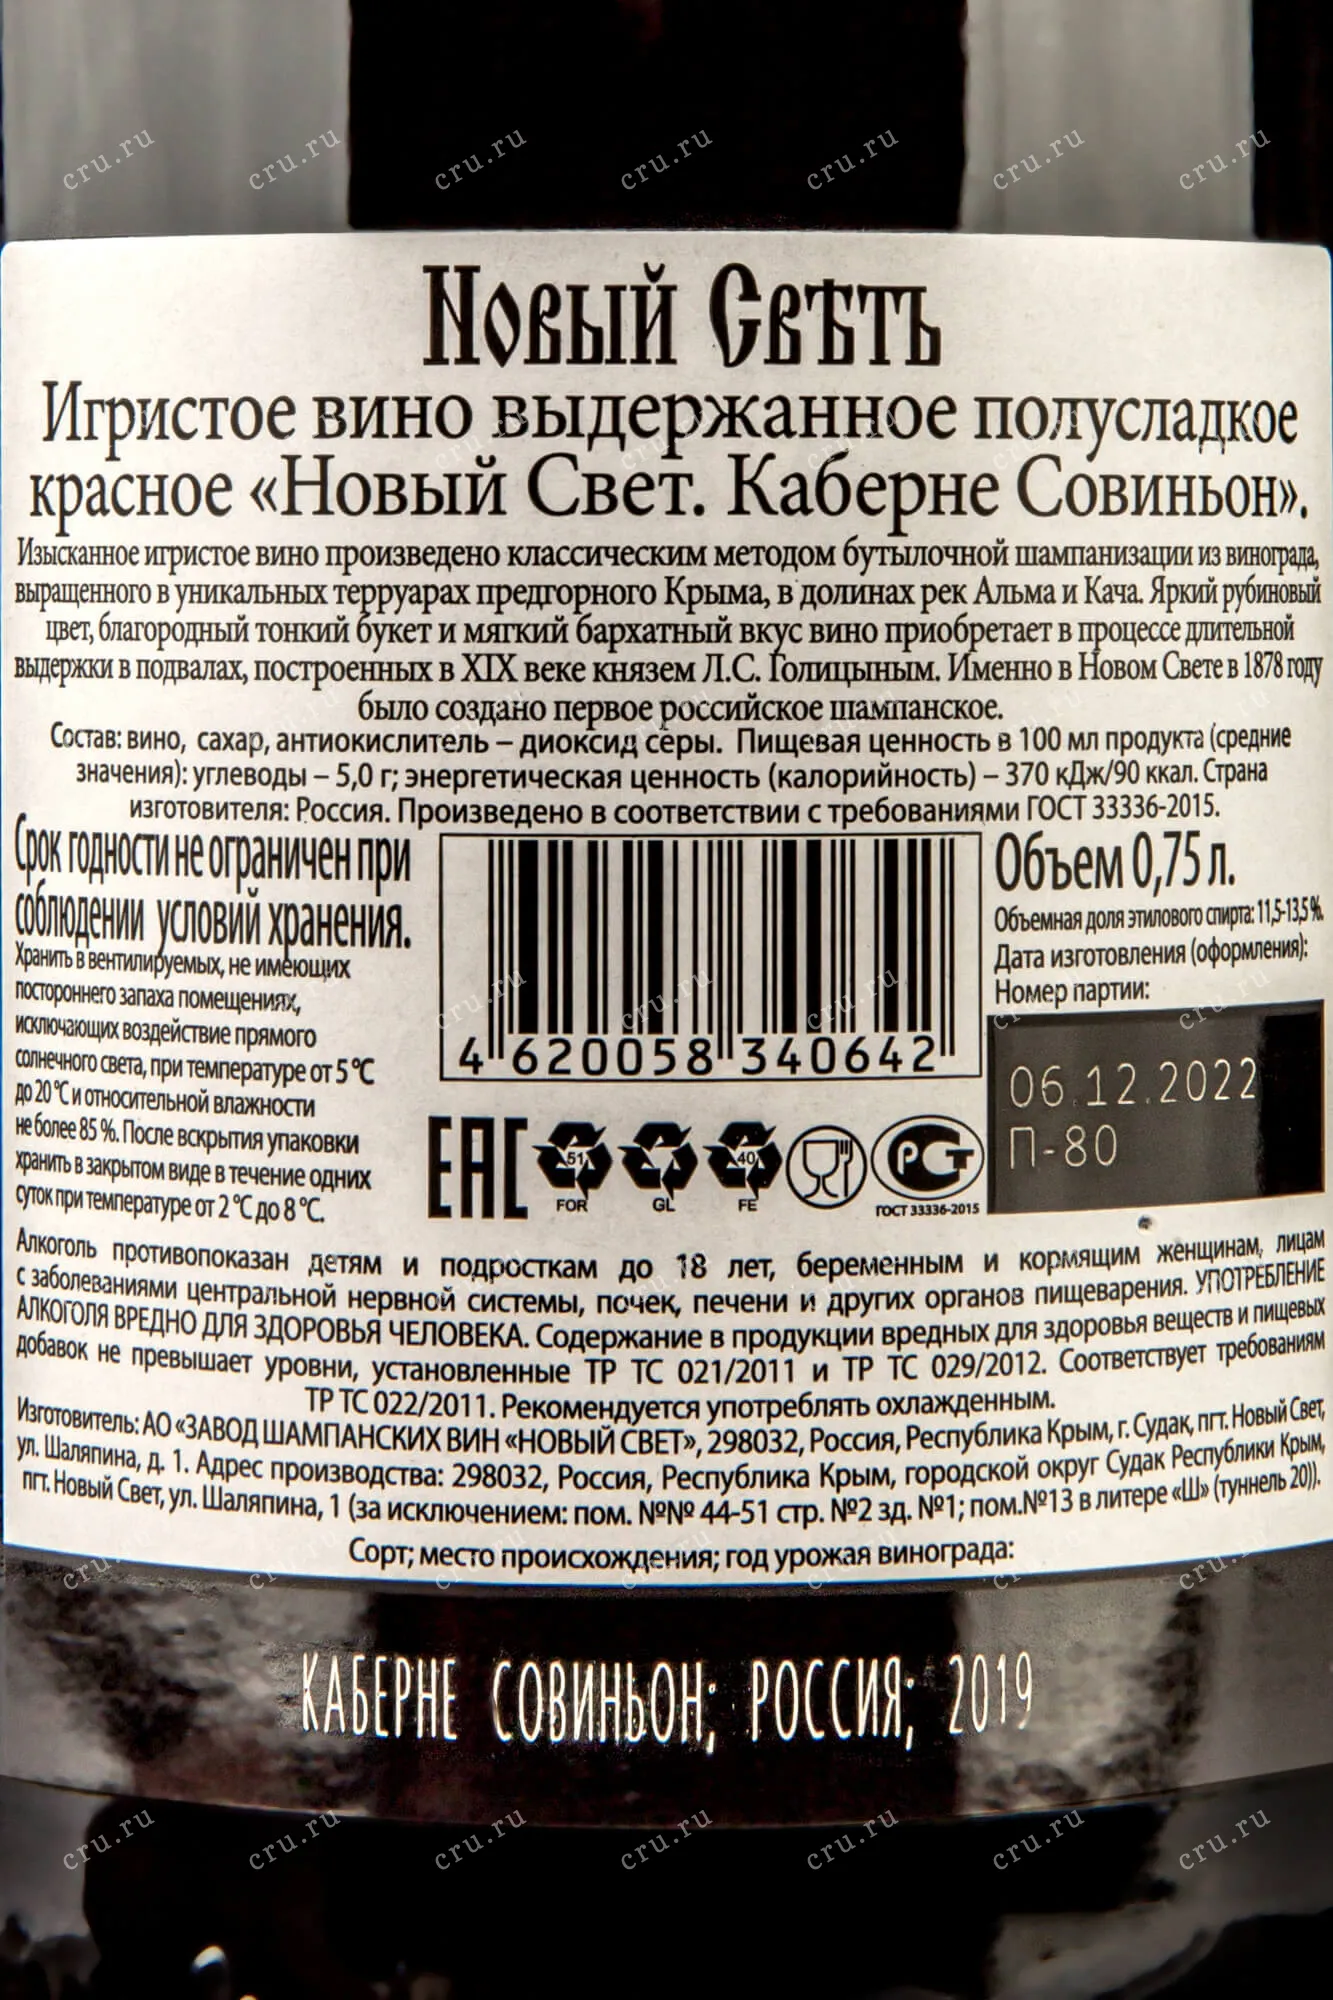 Новый Свѣтъ
Игристое вино выдержанное полусладкое
красное «Новый Свет. Каберне Совиньон».
Изысканное игристое вино произведено классическим методом бутылочной шампанизации из винограда,
выращенного в уникальных терруарах предгорного Крыма, в долинах рек Альма и Кача. Яркий рубиновый
цвет, благородный тонкий букет и мягкий бархатный вкус вино приобретает в процессе длительной
выдержки в подвалах, построенных в XIX веке князем Л.С. Голицыным. Именно в Новом Свете в 1878 году
было создано первое российское шампанское.
Состав: вино, сахар, антиокислитель – диоксид серы. Пищевая ценность в 100 мл продукта (средние
значения): углеводы – 5,0 г; энергетическая ценность (калорийность) – 370 кДж/90 ккал. Страна
изготовителя: Россия. Произведено в соответствии с требованиями ГОСТ 33336-2015.
Срок годности не ограничен при
соблюдении условий хранения.
Хранить в вентилируемых, не имеющих
постороннего запаха помещениях,
исключающих воздействие прямого
солнечного света, при температуре от 5 °C
до 20 °C и относительной влажности
не более 85 %. После вскрытия упаковки
хранить в закрытом виде в течение одних
суток при температуре от 2 °C до 8 °C.
4 620058 340642
EAC
51
FOR
GL
40
FE
РСТ
ГОСТ 33336-2015
Объем 0,75 л.
Объемная доля этилового спирта: 11,5-13,5 %.
Дата изготовления (оформления):
Номер партии:
06.12.2022
П-80
Алкоголь противопоказан детям и подросткам до 18 лет, беременным и кормящим женщинам, лицам
с заболеваниями центральной нервной системы, почек, печени и других органов пищеварения. УПОТРЕБЛЕНИЕ
АЛКОГОЛЯ ВРЕДНО ДЛЯ ЗДОРОВЬЯ ЧЕЛОВЕКА. Содержание в продукции вредных для здоровья веществ и пищевых
добавок не превышает уровни, установленные ТР ТС 021/2011 и ТР ТС 029/2012. Соответствует требованиям
ТР ТС 022/2011. Рекомендуется употреблять охлажденным.
Изготовитель: АО «ЗАВОД ШАМПАНСКИХ ВИН «НОВЫЙ СВЕТ», 298032, Россия, Республика Крым, г. Судак, пгт. Новый Свет,
ул. Шаляпина, д. 1. Адрес производства: 298032, Россия, Республика Крым, городской округ Судак Республики Крым,
пгт. Новый Свет, ул. Шаляпина, 1 (за исключением: пом. №№ 44-51 стр. №2 зд. №1; пом.№13 в литере «Ш» (туннель 20)).
Сорт; место происхождения; год урожая винограда:
КАБЕРНЕ СОВИНЬОН; РОССИЯ; 2019
cru.ru